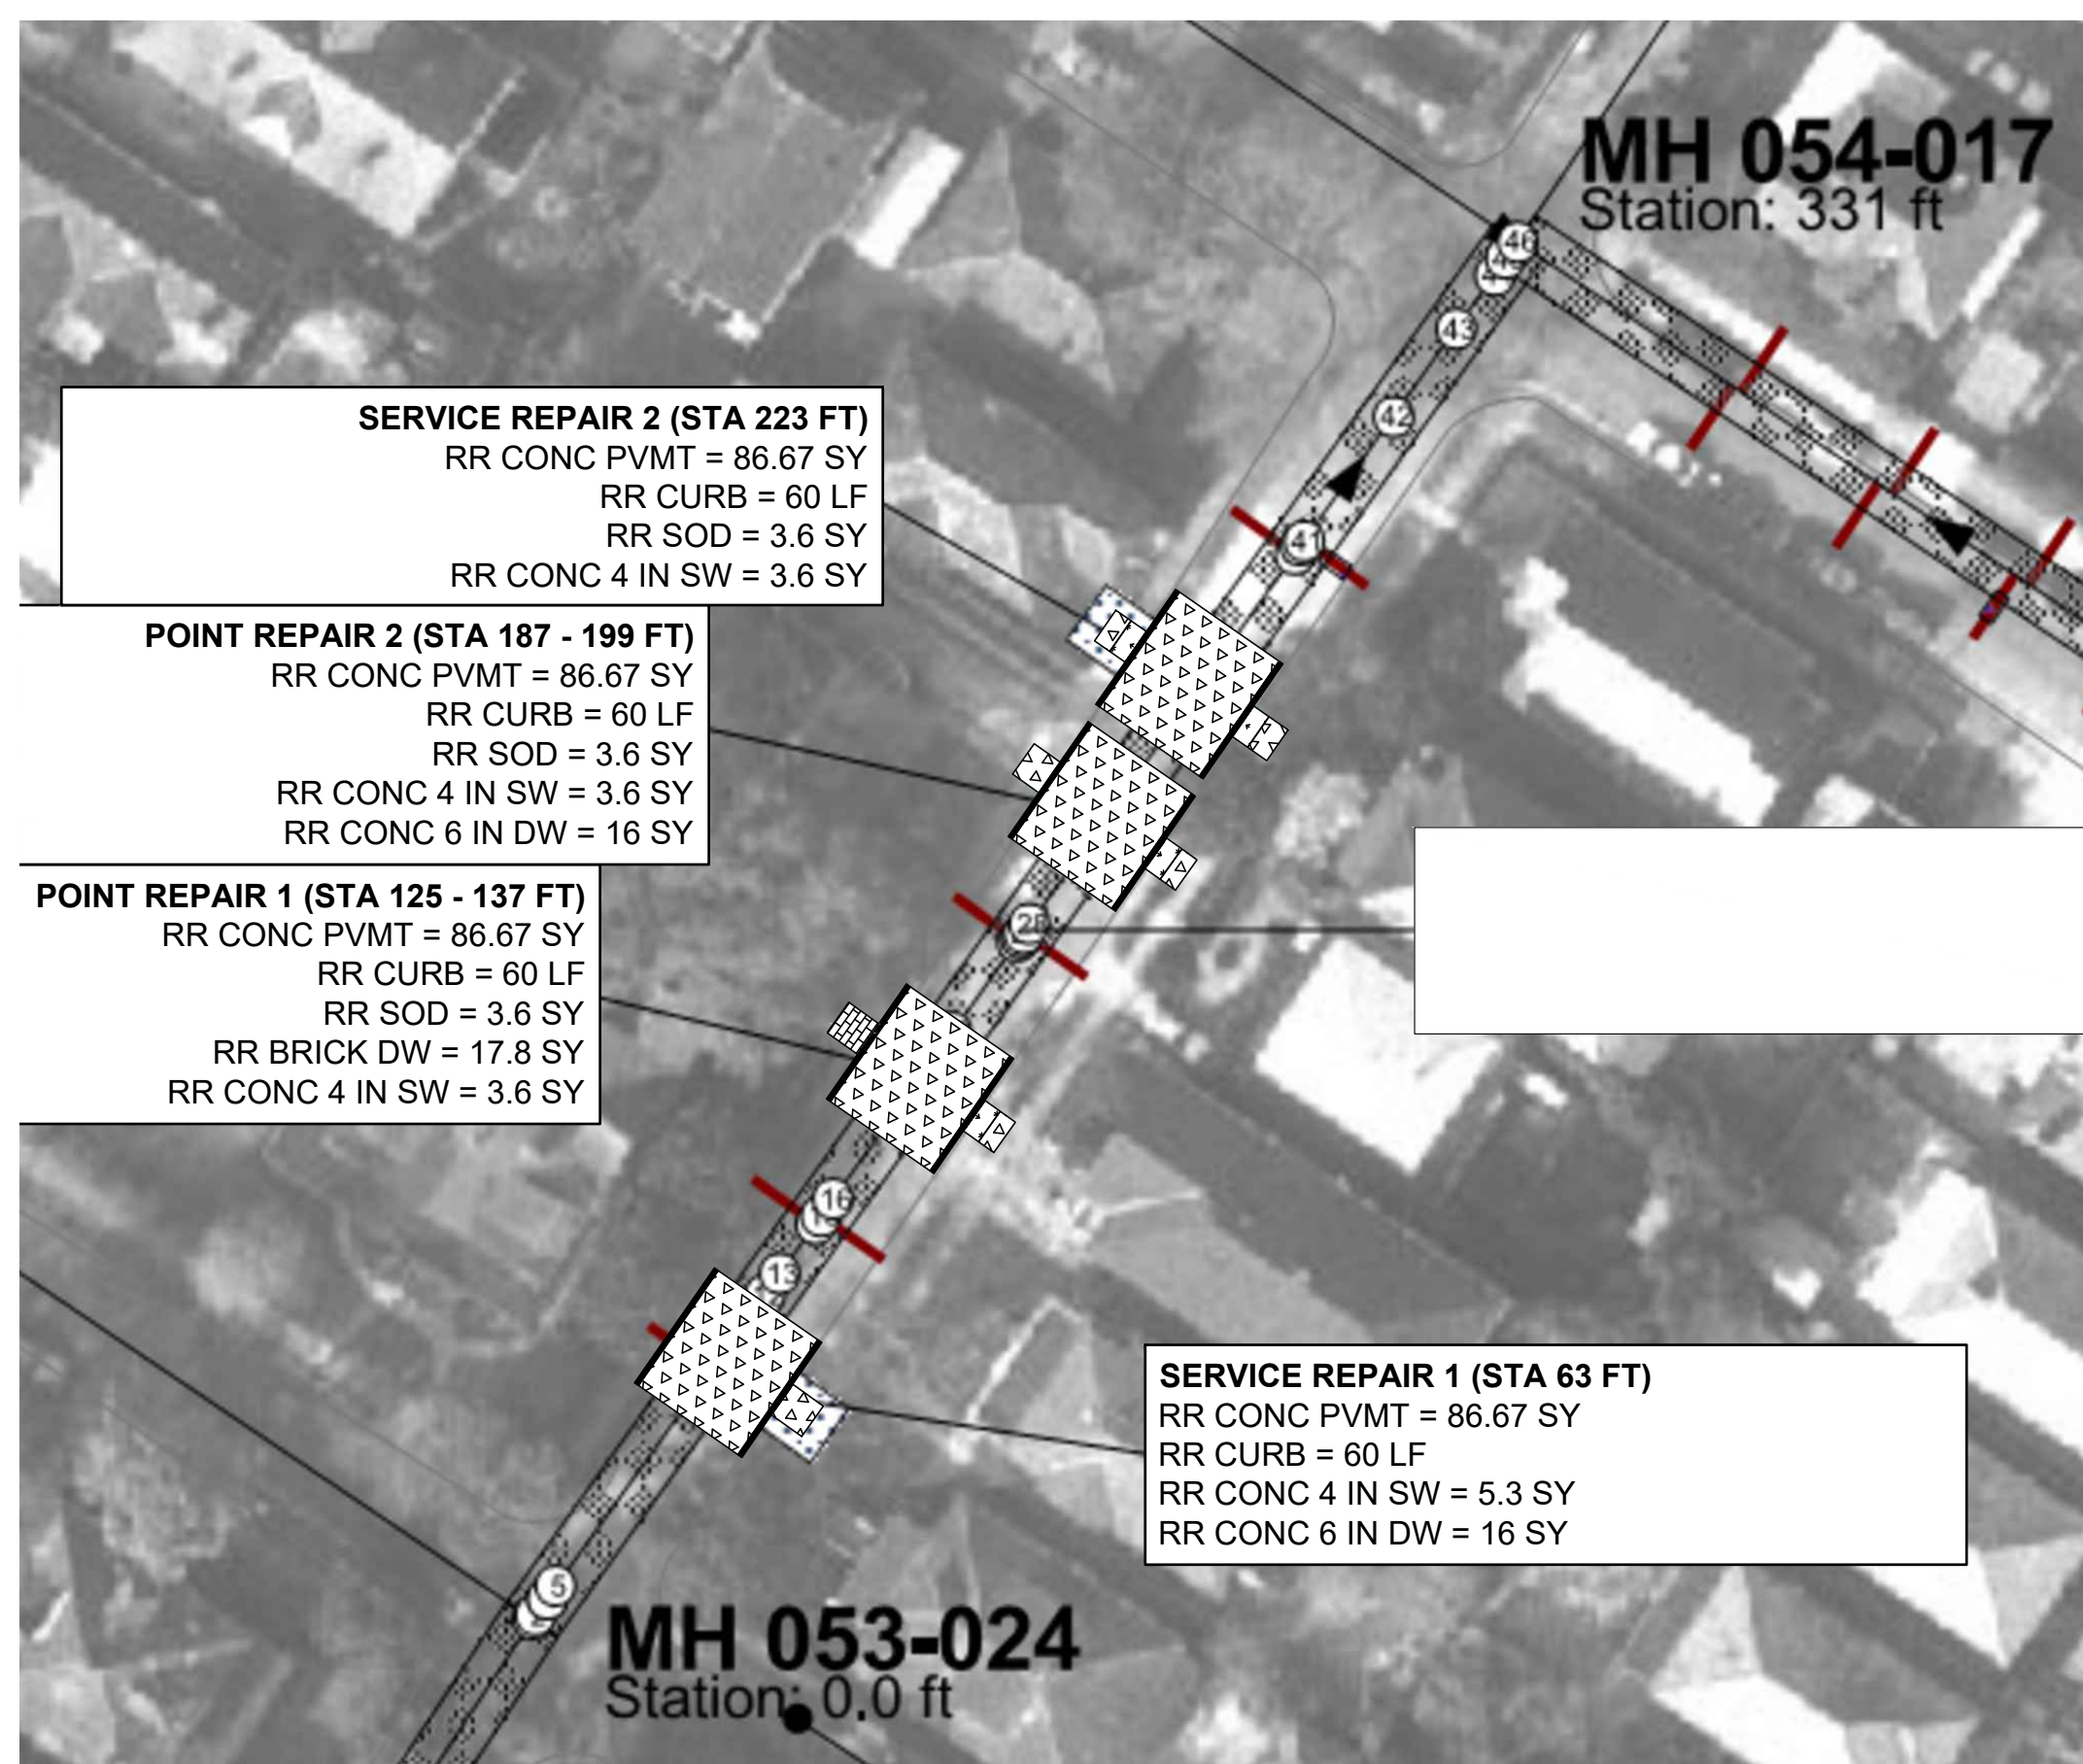 MH 054-017
Station: 331 ft
46
43
42
41
SERVICE REPAIR 2 (STA 223 FT)
RR CONC PVMT = 86.67 SY
RR CURB = 60 LF
RR SOD = 3.6 SY
RR CONC 4 IN SW = 3.6 SY
POINT REPAIR 2 (STA 187 - 199 FT)
RR CONC PVMT = 86.67 SY
RR CURB = 60 LF
RR SOD = 3.6 SY
RR CONC 4 IN SW = 3.6 SY
RR CONC 6 IN DW = 16 SY
POINT REPAIR 1 (STA 125 - 137 FT)
RR CONC PVMT = 86.67 SY
RR CURB = 60 LF
RR SOD = 3.6 SY
RR BRICK DW = 17.8 SY
RR CONC 4 IN SW = 3.6 SY
16
13
SERVICE REPAIR 1 (STA 63 FT)
RR CONC PVMT = 86.67 SY
RR CURB = 60 LF
RR CONC 4 IN SW = 5.3 SY
RR CONC 6 IN DW = 16 SY
5
MH 053-024
Station: 0.0 ft